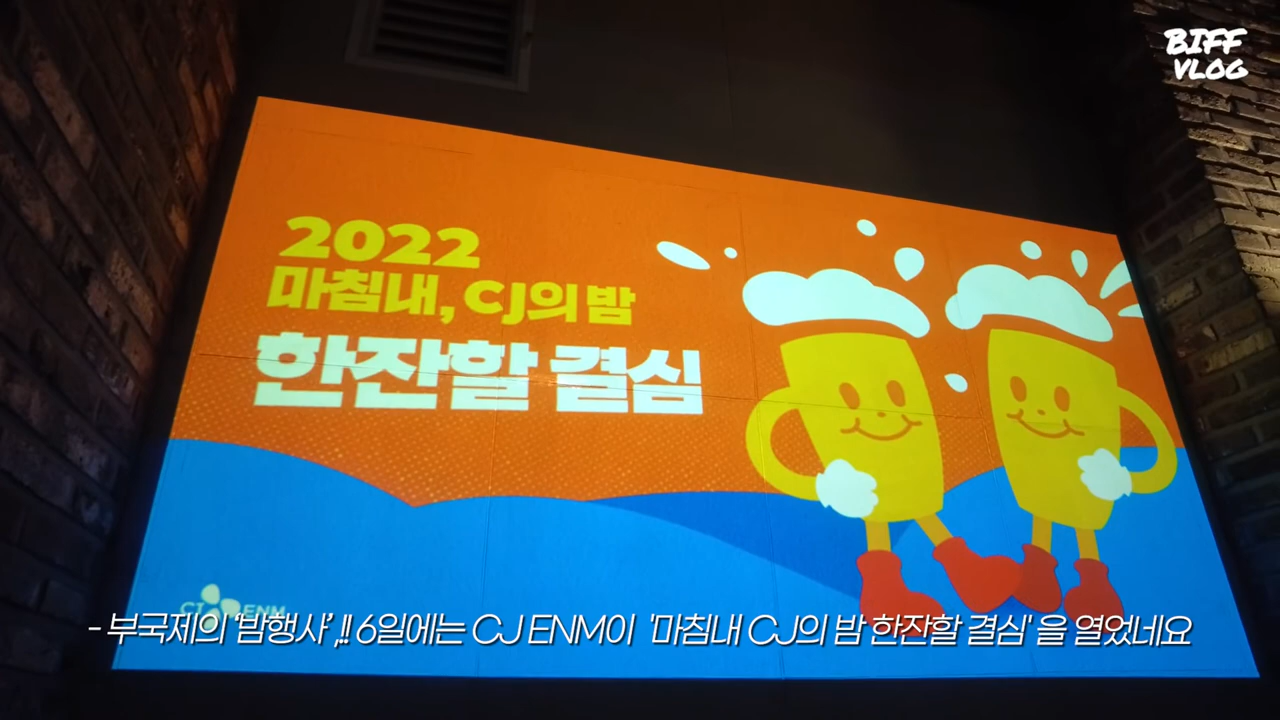 BIFF
VLOG
2022
마침내, CJ의 밤
한잔할 결심
CJ ENM
- 부국제의 '밤행사',!! 6일에는 CJ ENM이 '마침내 CJ의 밤 한잔할 결심' 을 열었네요